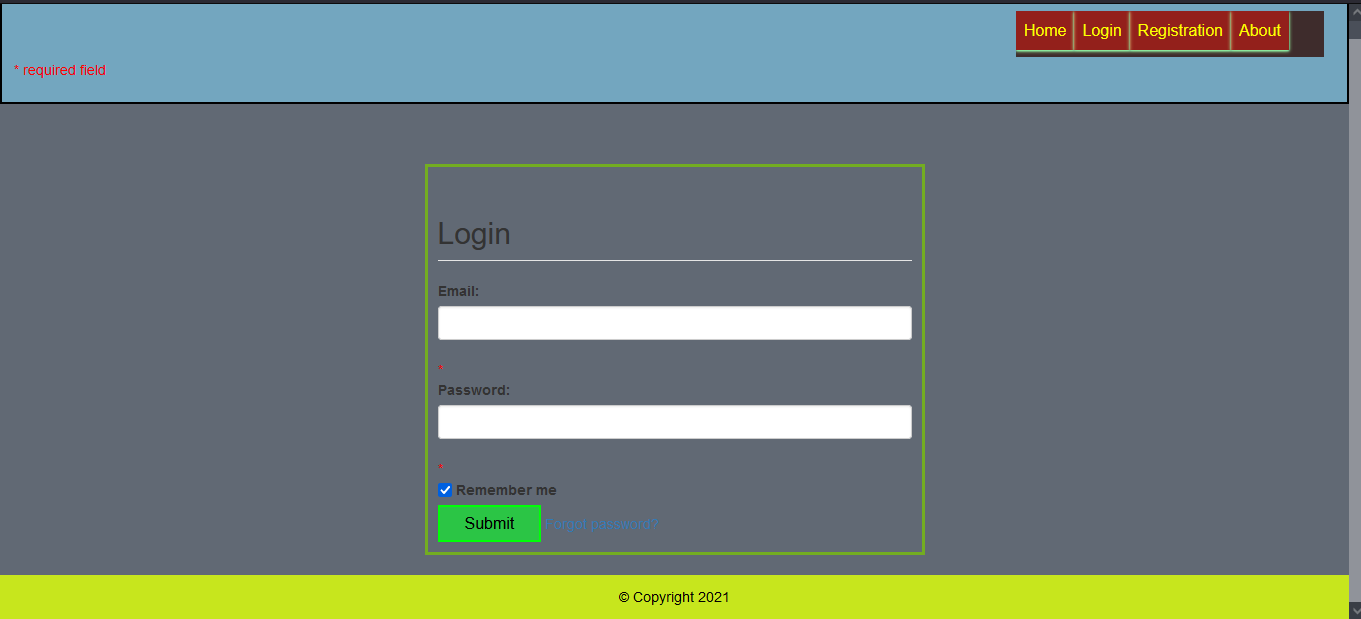 Home Login Registration About
* required field
Login
Email:
*
Password:
*
Remember me
Submit Forgot password?
© Copyright 2021